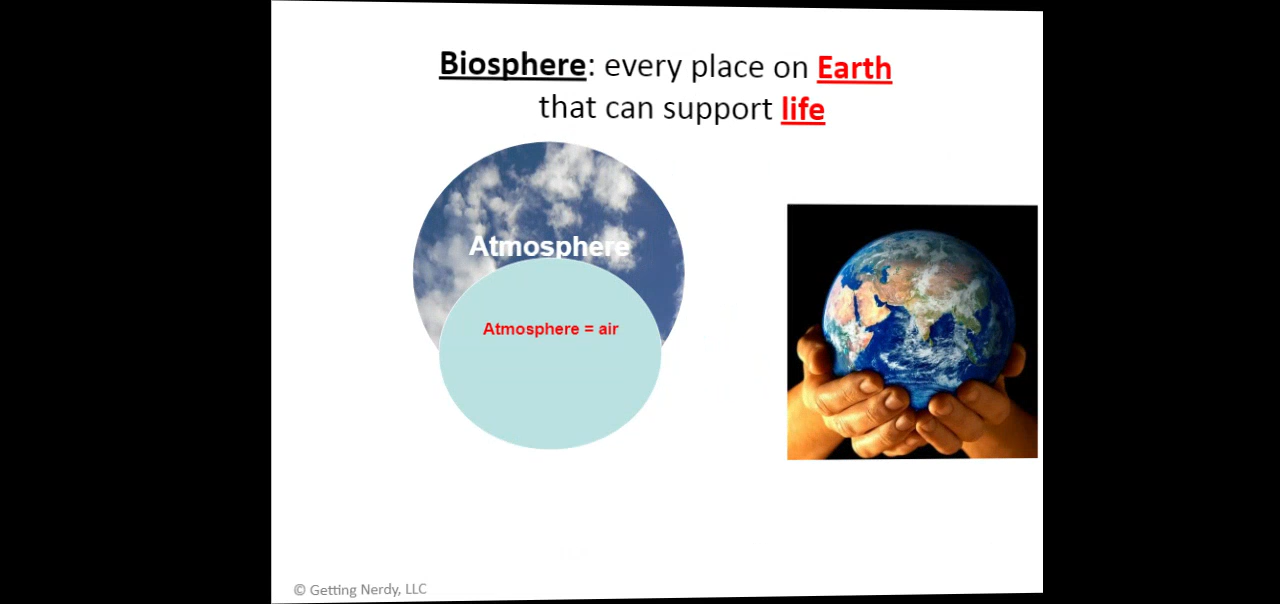 Biosphere: every place on Earth
that can support life
Atmosphere
Atmosphere = air
© Getting Nerdy, LLC